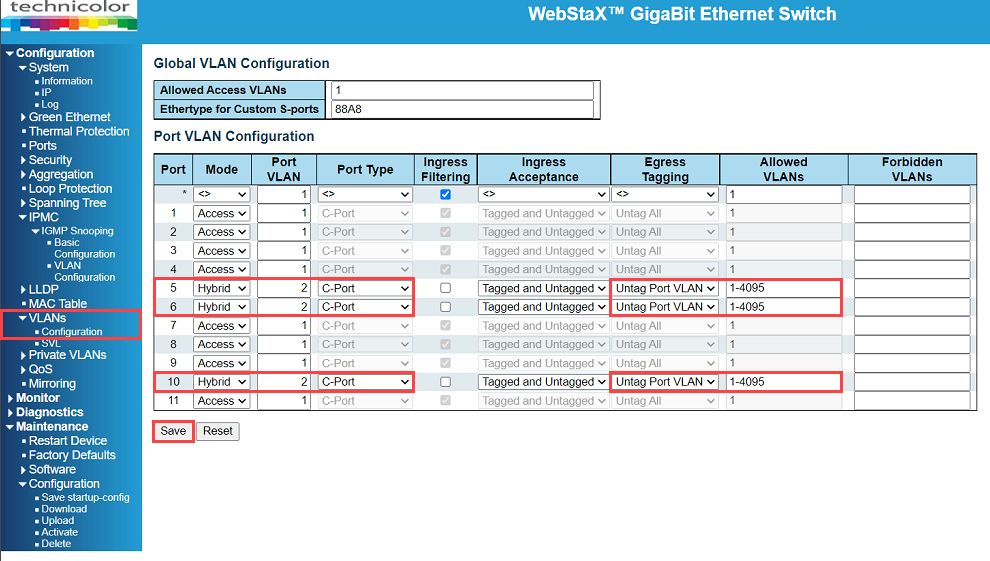 technicolor
WebStaX™ GigaBit Ethernet Switch
Configuration
System
Information
IP
Log
Green Ethernet
Thermal Protection
Ports
Security
Aggregation
Loop Protection
Spanning Tree
IPMC
IGMP Snooping
Basic
Configuration
VLAN
Configuration
LLDP
MAC Table
VLANs
Configuration
SVL
Private VLANs
QoS
Mirroring
Monitor
Diagnostics
Maintenance
Restart Device
Factory Defaults
Software
Configuration
Save startup-config
Download
Upload
Activate
Delete
Global VLAN Configuration
Allowed Access VLANs 1
Ethertype for Custom S-ports 88A8
Port VLAN Configuration
Port Mode Port VLAN Port Type Ingress Filtering Ingress Acceptance Egress Tagging Allowed VLANs Forbidden VLANs
* <> 1 <> <> <> 1
1 Access 1 C-Port Tagged and Untagged Untag All 1
2 Access 1 C-Port Tagged and Untagged Untag All 1
3 Access 1 C-Port Tagged and Untagged Untag All 1
4 Access 1 C-Port Tagged and Untagged Untag All 1
5 Hybrid 2 C-Port Tagged and Untagged Untag Port VLAN 1-4095
6 Hybrid 2 C-Port Tagged and Untagged Untag Port VLAN 1-4095
7 Access 1 C-Port Tagged and Untagged Untag All 1
8 Access 1 C-Port Tagged and Untagged Untag All 1
9 Access 1 C-Port Tagged and Untagged Untag All 1
10 Hybrid 2 C-Port Tagged and Untagged Untag Port VLAN 1-4095
11 Access 1 C-Port Tagged and Untagged Untag All 1
Save Reset